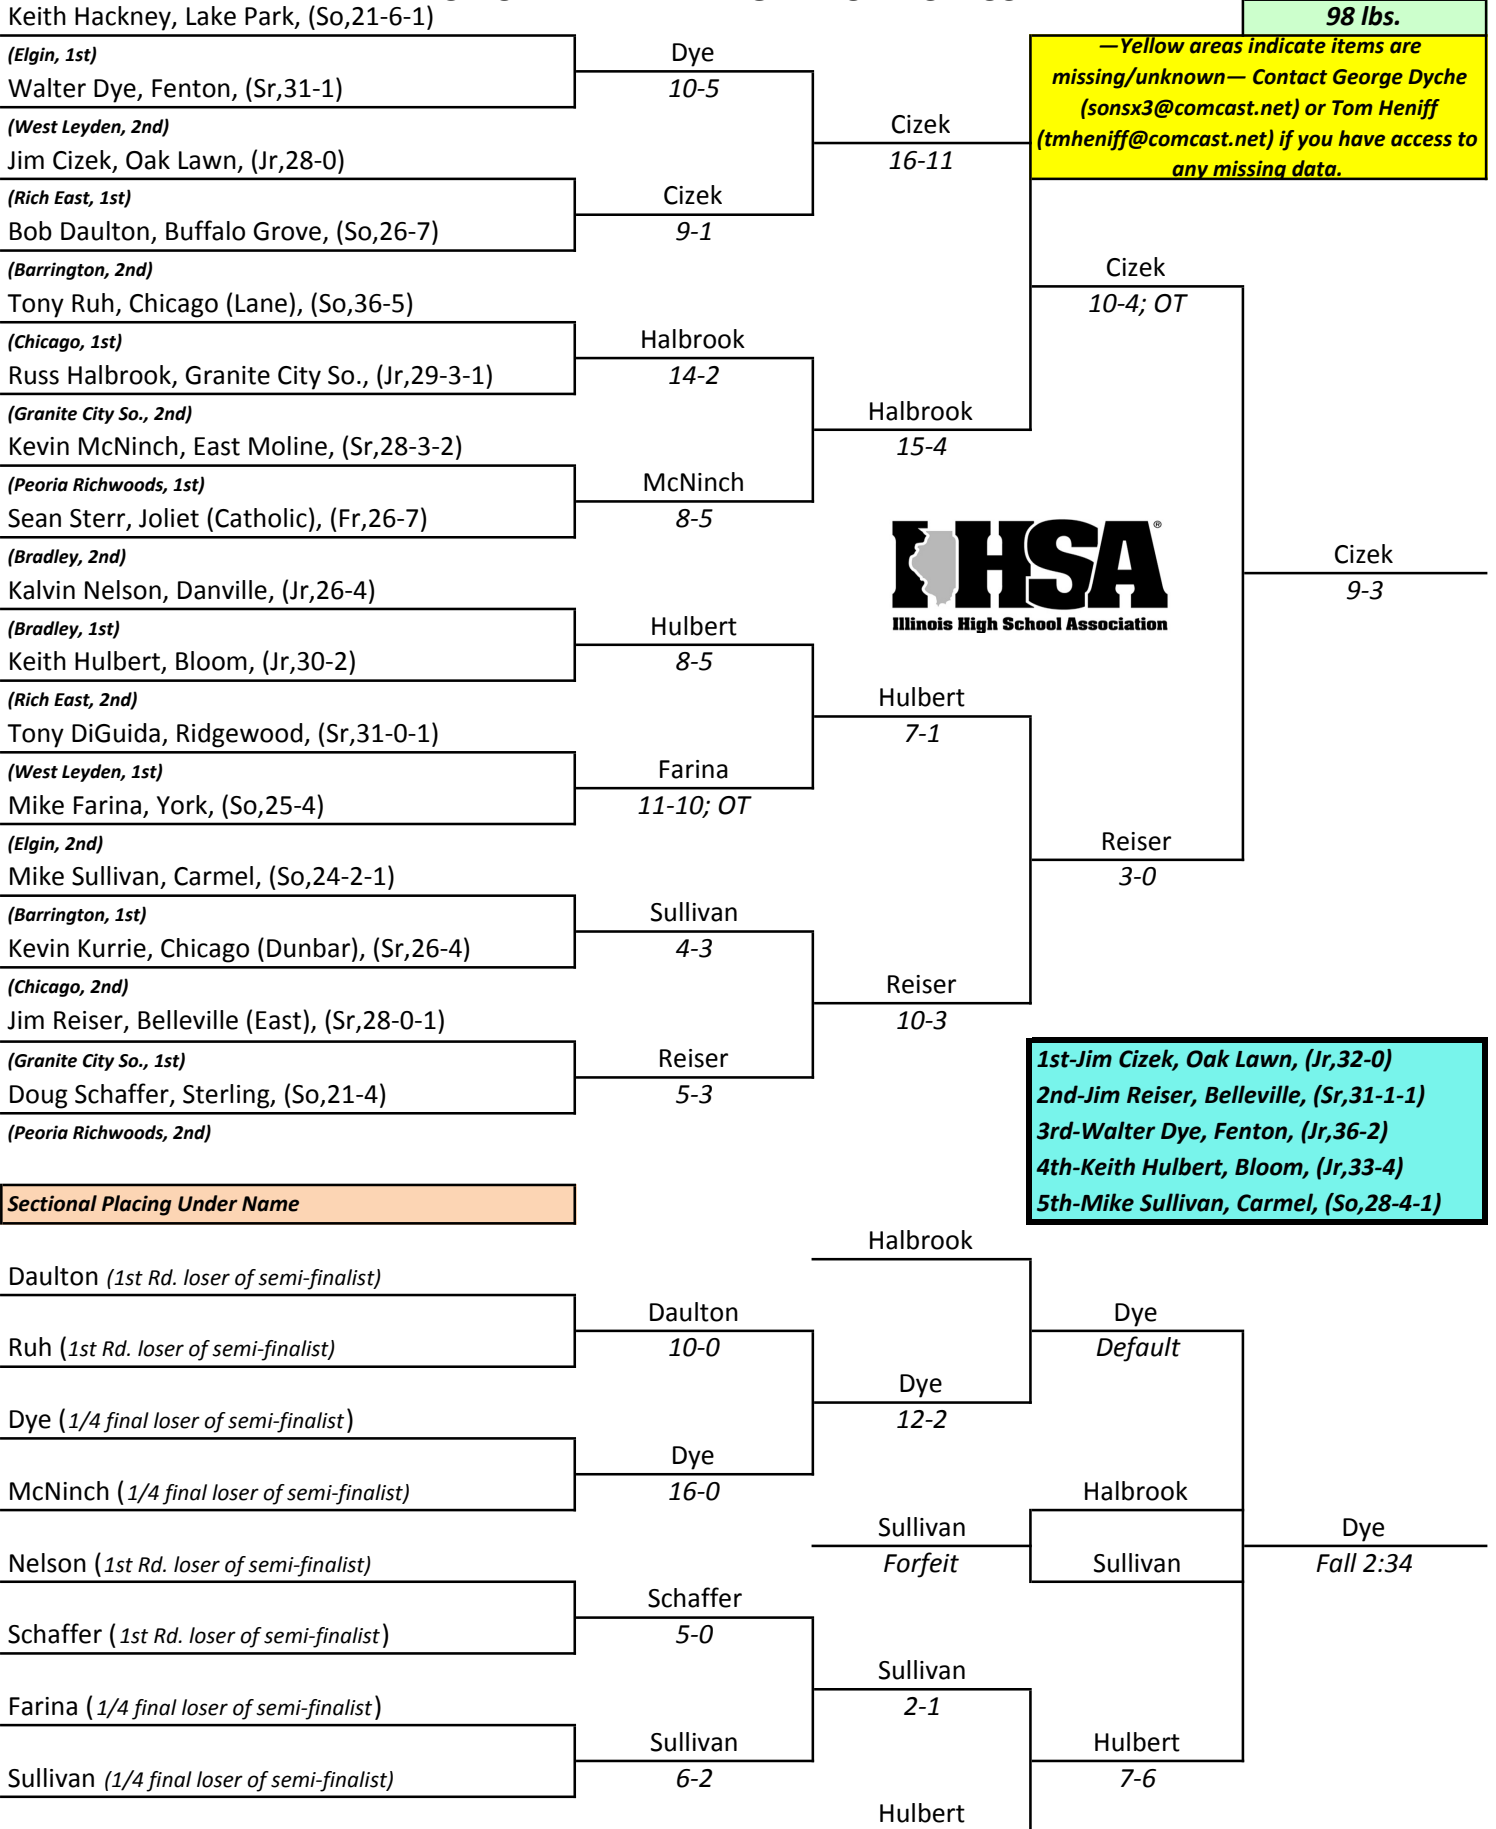 Keith Hackney, Lake Park, (So,21-6-1)
98 lbs.
(Elgin, 1st)
Dye
Walter Dye, Fenton, (Sr,31-1)
10-5
—Yellow areas indicate items are
missing/unknown— Contact George Dyche
(sonsx3@comcast.net) or Tom Heniff
(tmheniff@comcast.net) if you have access to
any missing data.
(West Leyden, 2nd)
Cizek
Jim Cizek, Oak Lawn, (Jr,28-0)
16-11
(Rich East, 1st)
Cizek
Bob Daulton, Buffalo Grove, (So,26-7)
9-1
(Barrington, 2nd)
Cizek
Tony Ruh, Chicago (Lane), (So,36-5)
10-4; OT
(Chicago, 1st)
Halbrook
Russ Halbrook, Granite City So., (Jr,29-3-1)
14-2
(Granite City So., 2nd)
Halbrook
Kevin McNinch, East Moline, (Sr,28-3-2)
15-4
(Peoria Richwoods, 1st)
McNinch
Sean Sterr, Joliet (Catholic), (Fr,26-7)
8-5
IHSA®
Illinois High School Association
(Bradley, 2nd)
Cizek
Kalvin Nelson, Danville, (Jr,26-4)
9-3
(Bradley, 1st)
Hulbert
Keith Hulbert, Bloom, (Jr,30-2)
8-5
(Rich East, 2nd)
Hulbert
Tony DiGuida, Ridgewood, (Sr,31-0-1)
7-1
(West Leyden, 1st)
Farina
Mike Farina, York, (So,25-4)
11-10; OT
(Elgin, 2nd)
Reiser
Mike Sullivan, Carmel, (So,24-2-1)
3-0
(Barrington, 1st)
Sullivan
Kevin Kurrie, Chicago (Dunbar), (Sr,26-4)
4-3
(Chicago, 2nd)
Reiser
Jim Reiser, Belleville (East), (Sr,28-0-1)
10-3
(Granite City So., 1st)
Reiser
Doug Schaffer, Sterling, (So,21-4)
5-3
(Peoria Richwoods, 2nd)
1st-Jim Cizek, Oak Lawn, (Jr,32-0)
2nd-Jim Reiser, Belleville, (Sr,31-1-1)
3rd-Walter Dye, Fenton, (Jr,36-2)
4th-Keith Hulbert, Bloom, (Jr,33-4)
5th-Mike Sullivan, Carmel, (So,28-4-1)
Sectional Placing Under Name
Halbrook
Daulton (1st Rd. loser of semi-finalist)
Daulton
Dye
Ruh (1st Rd. loser of semi-finalist)
10-0
Default
Dye
Dye (1/4 final loser of semi-finalist)
12-2
Dye
McNinch (1/4 final loser of semi-finalist)
16-0
Halbrook
Sullivan
Dye
Nelson (1st Rd. loser of semi-finalist)
Forfeit
Sullivan
Fall 2:34
Schaffer
Schaffer (1st Rd. loser of semi-finalist)
5-0
Sullivan
Farina (1/4 final loser of semi-finalist)
2-1
Sullivan
Hulbert
Sullivan (1/4 final loser of semi-finalist)
6-2
7-6
Hulbert